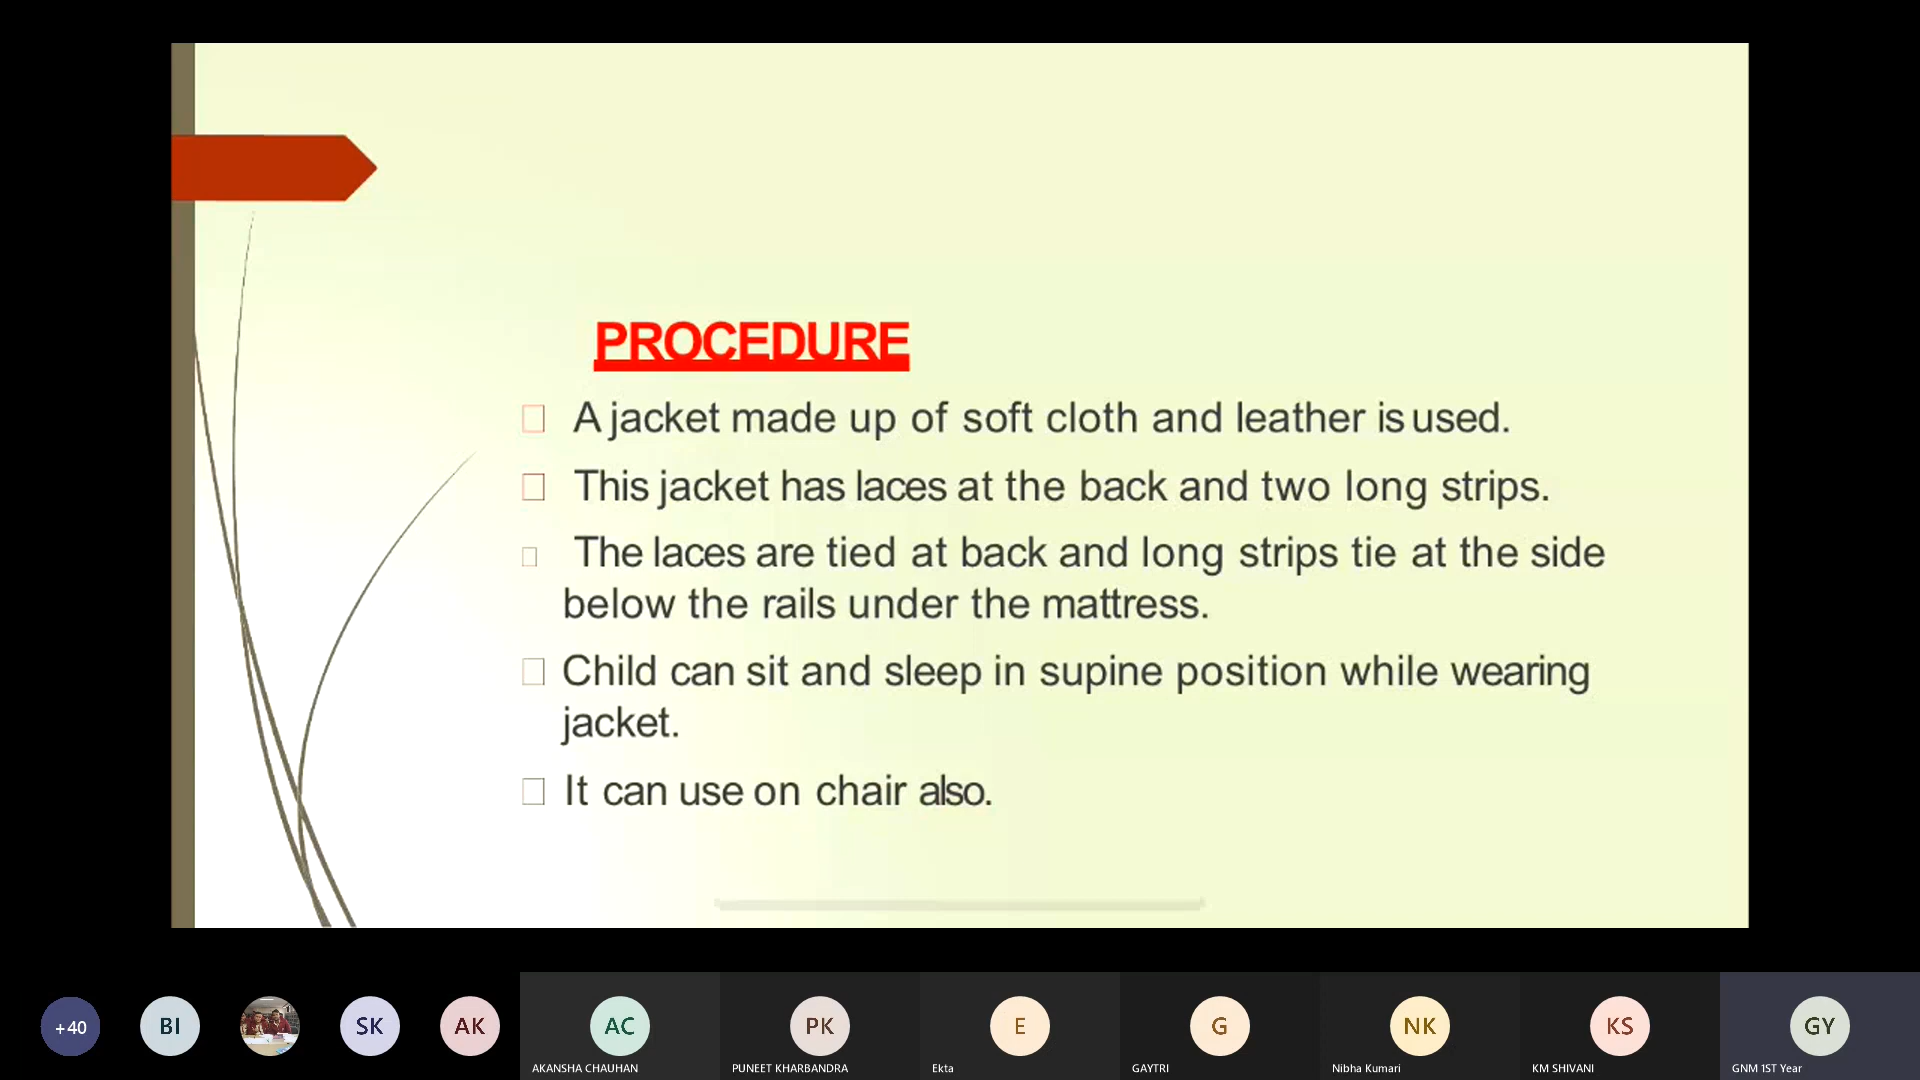 PROCEDURE
A jacket made up of soft cloth and leather is used.
This jacket has laces at the back and two long strips.
The laces are tied at back and long strips tie at the side
below the rails under the mattress.
Child can sit and sleep in supine position while wearing
jacket.
It can use on chair also.
+40
BI
SK
AK
AC
PK
E
G
NK
KS
GY
AKANSHA CHAUHAN
PUNEET KHARBANDRA
Ekta
GAYTRI
Nibha Kumari
KM SHIVANI
GNM 1ST Year